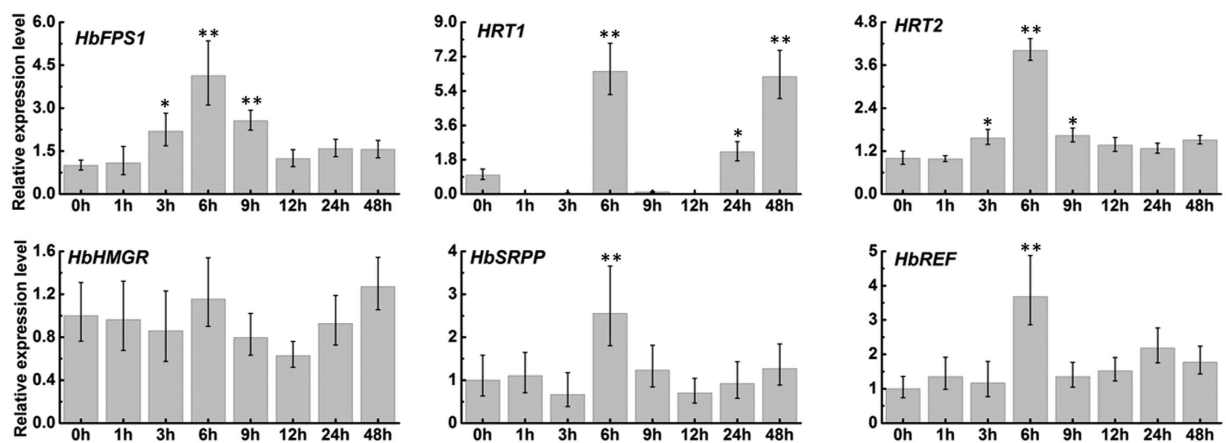 Relative expression level
HbFPS1
6.0
4.5
3.0
1.5
0.0
* ** **
0h 1h 3h 6h 9h 12h 24h 48h
HRT1
9.0
7.2
5.4
3.6
1.8
0.0
** * **
0h 1h 3h 6h 9h 12h 24h 48h
HRT2
4.8
3.6
2.4
1.2
0.0
* ** *
0h 1h 3h 6h 9h 12h 24h 48h
Relative expression level
HbHMGR
1.6
1.2
0.8
0.4
0.0
0h 1h 3h 6h 9h 12h 24h 48h
HbSRPP
4
3
2
1
0
**
0h 1h 3h 6h 9h 12h 24h 48h
HbREF
5
4
3
2
1
0
**
0h 1h 3h 6h 9h 12h 24h 48h